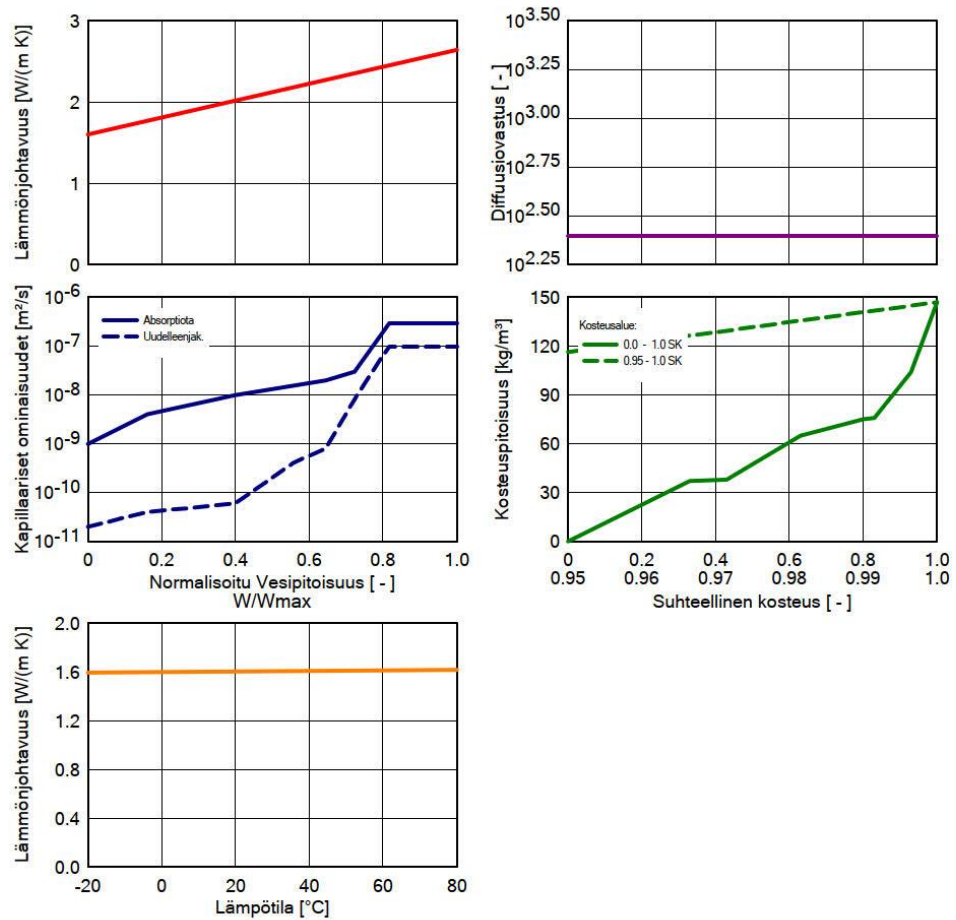 Lämmönjohtavuus [W/(m K)]
3
2
1
0
Diffuusiovastus [ - ]
10^3.50
10^3.25
10^3.00
10^2.75
10^2.50
10^2.25
Kapillaariset ominaisuudet [m²/s]
10^-6
10^-7
10^-8
10^-9
10^-10
10^-11
Absorptiota
Uudelleenjak.
0 0.2 0.4 0.6 0.8 1.0
Normalisoitu Vesipitoisuus [ - ]
W/Wmax
Kosteuspitoisuus [kg/m³]
150
120
90
60
30
0
Kosteusalue:
0.0 - 1.0 SK
0.95 - 1.0 SK
0 0.2 0.4 0.6 0.8 1.0
0.95 0.96 0.97 0.98 0.99 1.0
Suhteellinen kosteus [ - ]
Lämmönjohtavuus [W/(m K)]
2.0
1.6
1.2
0.8
0.4
0.0
-20 0 20 40 60 80
Lämpötila [°C]